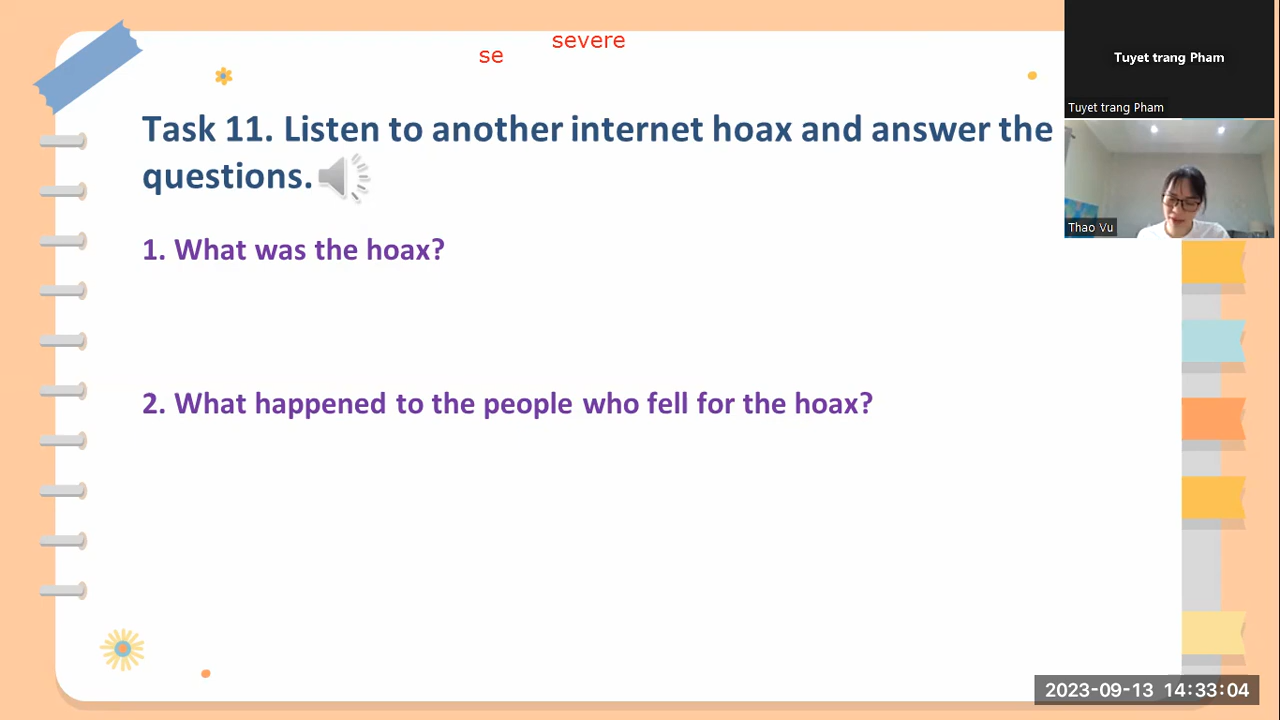 severe
se
Task 11. Listen to another internet hoax and answer the
questions.
1. What was the hoax?
2. What happened to the people who fell for the hoax?
Tuyet trang Pham
Tuyet trang Pham
Thao Vu
2023-09-13 14:33:04